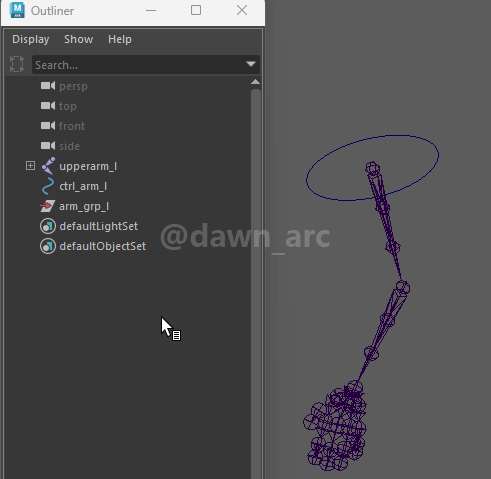 Outliner
Display Show Help
Search...
persp
top
front
side
upperarm_l
ctrl_arm_l
arm_grp_l
defaultLightSet
defaultObjectSet
@dawn_arc